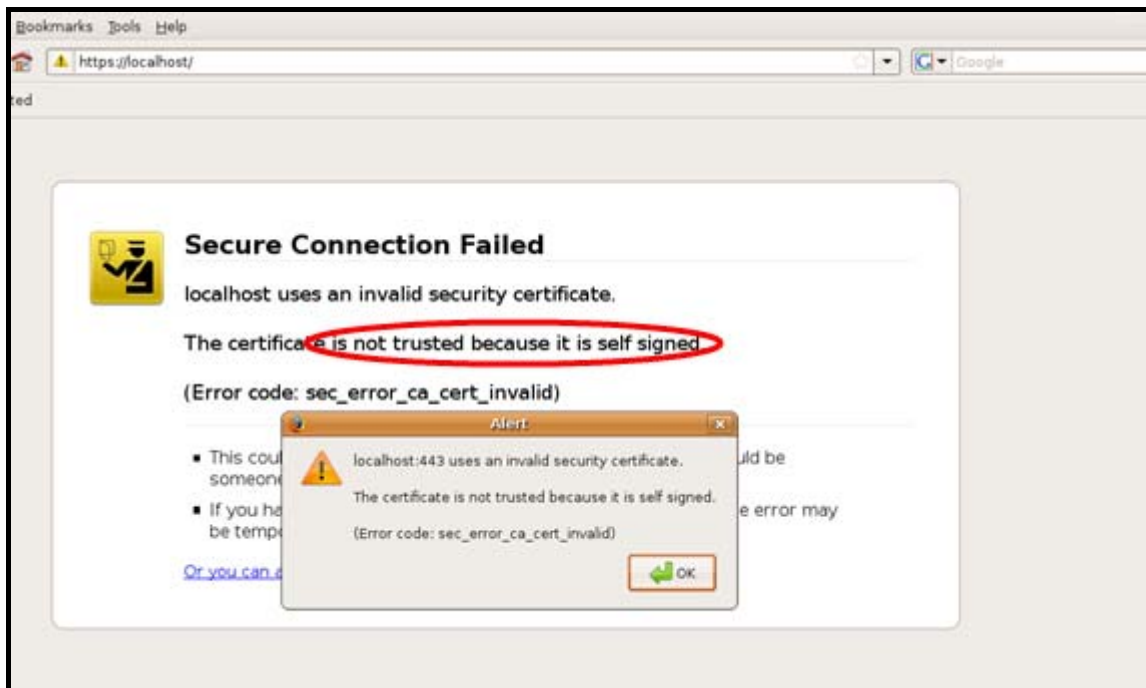 Bookmarks Tools Help
https://localhost/
Google
ted
Secure Connection Failed
localhost uses an invalid security certificate.
The certificate is not trusted because it is self signed
(Error code: sec_error_ca_cert_invalid)
Alert
localhost:443 uses an invalid security certificate.
The certificate is not trusted because it is self signed.
(Error code: sec_error_ca_cert_invalid)
OK
This coul
uld be
someone
If you ha
e error may
be temp
Or you can a